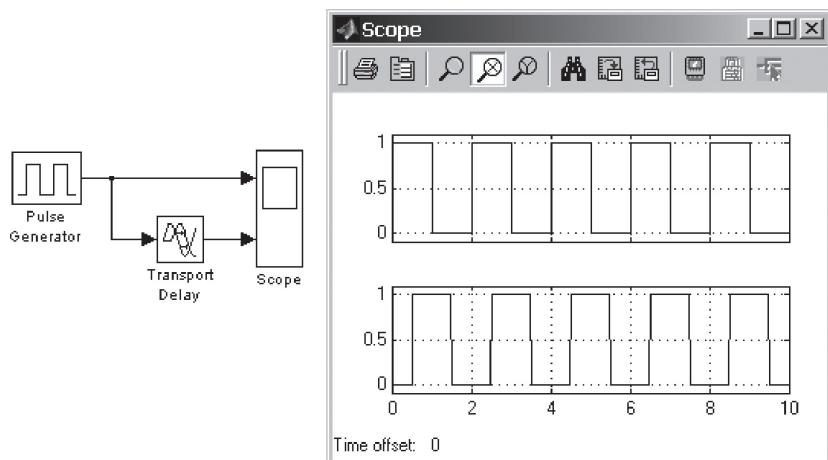 Scope
1
0.5
0
1
0.5
0
0 2 4 6 8 10
Time offset: 0
Pulse
Generator
Transport
Delay
Scope